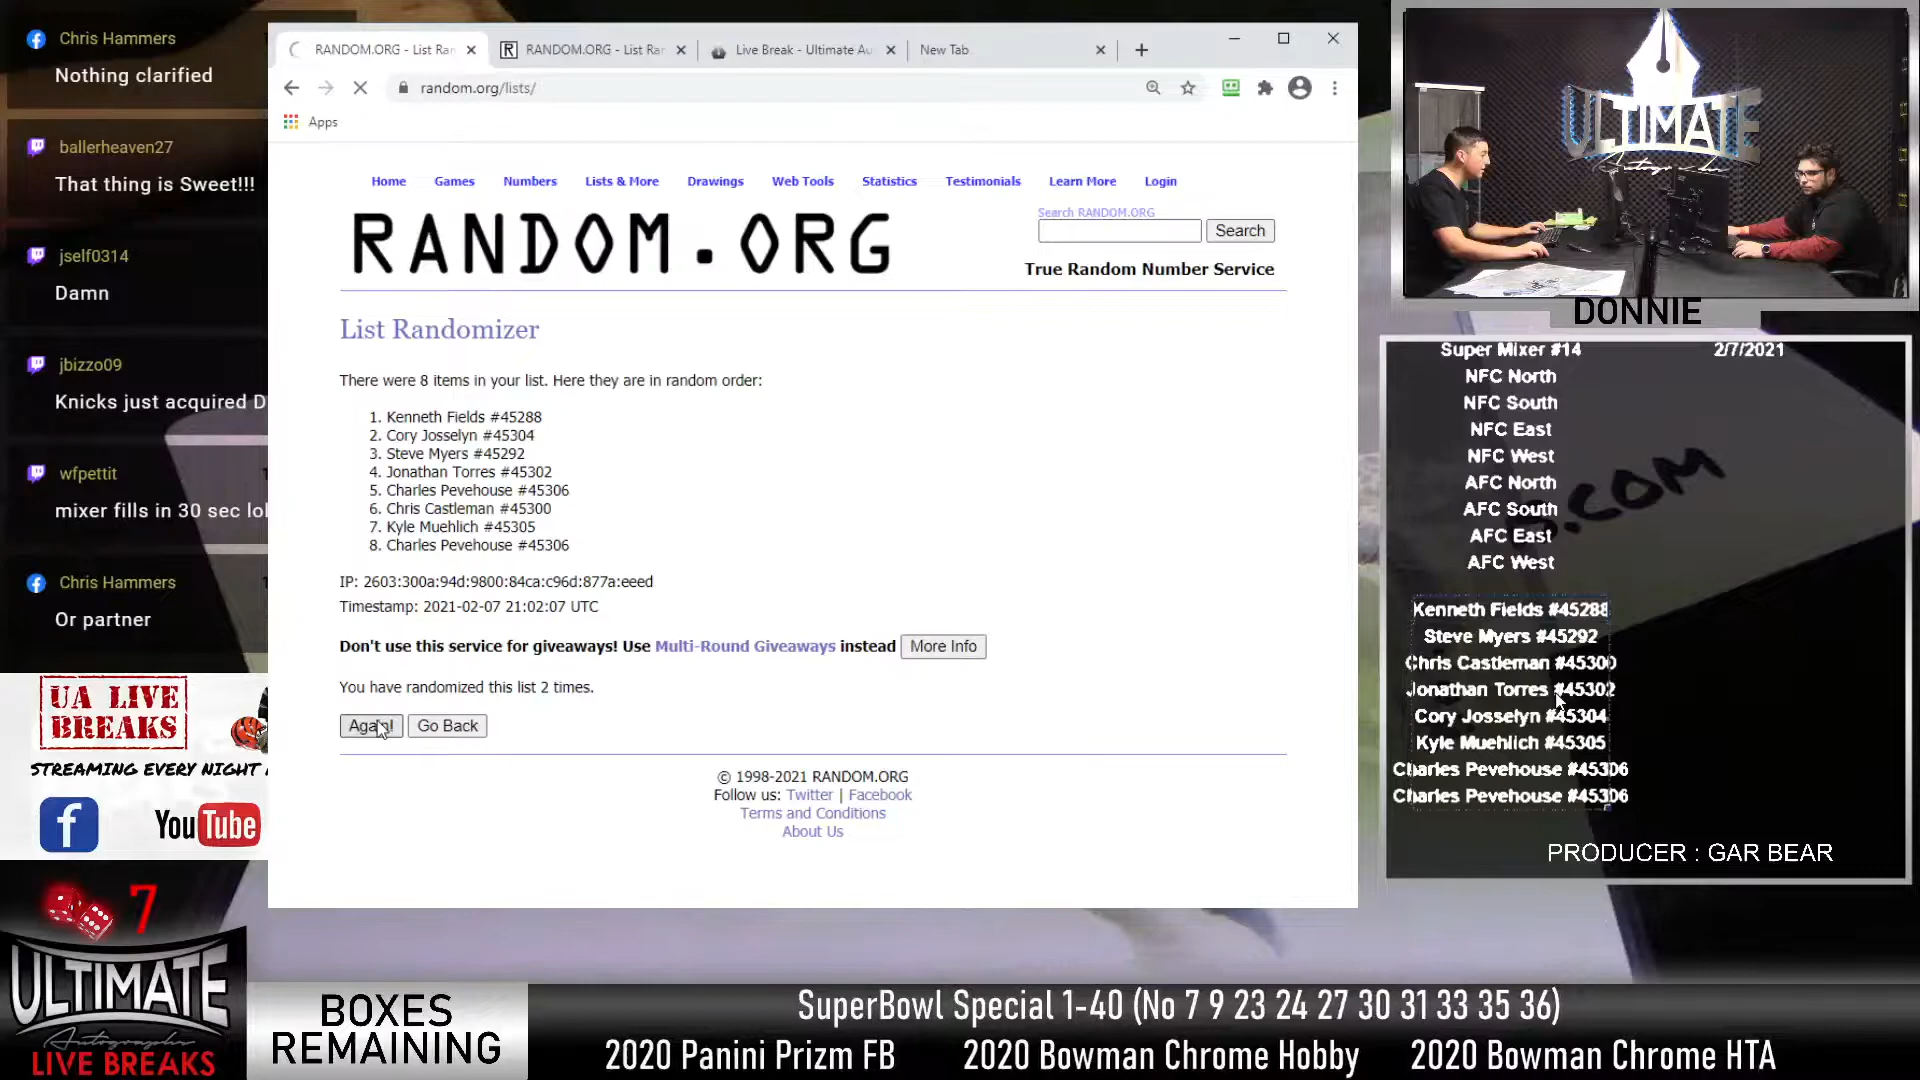 Chris Hammers
Nothing clarified
ballerheaven27
That thing is Sweet!!!
jself0314
Damn
jbizzo09
Knicks just acquired D
wfpettit
mixer fills in 30 sec lol
Chris Hammers
Or partner
UA LIVE
BREAKS
STREAMING EVERY NIGHT
f
YouTube
7
ULTIMATE
Autographs
LIVE BREAKS
RANDOM.ORG - List Ran
RANDOM.ORG - List Ran
Live Break - Ultimate Au
New Tab
random.org/lists/
Apps
Home Games Numbers Lists & More Drawings Web Tools Statistics Testimonials Learn More Login
RANDOM.ORG
Search RANDOM.ORG
Search
True Random Number Service
List Randomizer
There were 8 items in your list. Here they are in random order:
1. Kenneth Fields #45288
2. Cory Josselyn #45304
3. Steve Myers #45292
4. Jonathan Torres #45302
5. Charles Pevehouse #45306
6. Chris Castleman #45300
7. Kyle Muehlich #45305
8. Charles Pevehouse #45306
IP: 2603:300a:94d:9800:84ca:c96d:877a:eeed
Timestamp: 2021-02-07 21:02:07 UTC
Don't use this service for giveaways! Use Multi-Round Giveaways instead More Info
You have randomized this list 2 times.
Again! Go Back
© 1998-2021 RANDOM.ORG
Follow us: Twitter | Facebook
Terms and Conditions
About Us
ULTIMATE
Autographs
DONNIE
Super Mixer #14 2/7/2021
NFC North
NFC South
NFC East
NFC West
AFC North
AFC South
AFC East
AFC West
Kenneth Fields #45288
Steve Myers #45292
Chris Castleman #45300
Jonathan Torres #45302
Cory Josselyn #45304
Kyle Muehlich #45305
Charles Pevehouse #45306
Charles Pevehouse #45306
.COM
PRODUCER : GAR BEAR
BOXES
REMAINING
SuperBowl Special 1-40 (No 7 9 23 24 27 30 31 33 35 36)
2020 Panini Prizm FB 2020 Bowman Chrome Hobby 2020 Bowman Chrome HTA